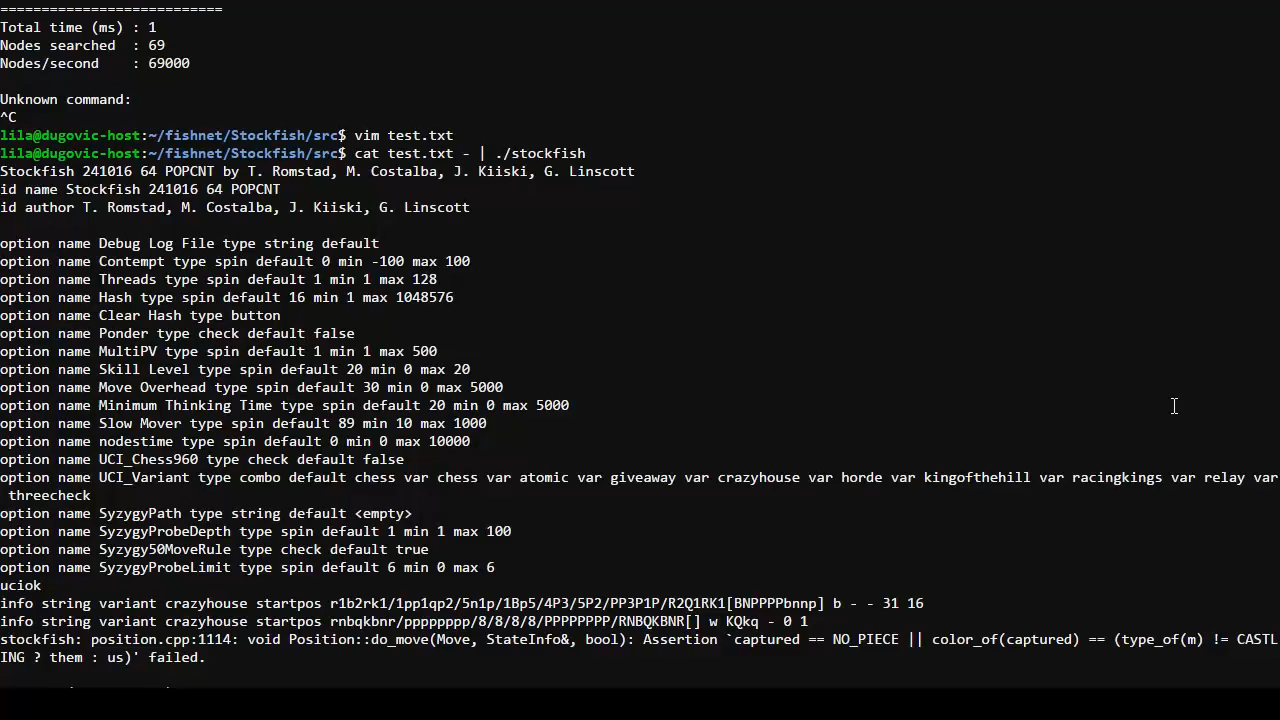 ===========================
Total time (ms) : 1
Nodes searched  : 69
Nodes/second    : 69000
Unknown command:
^C
lila@dugovic-host:~/fishnet/Stockfish/src$ vim test.txt
lila@dugovic-host:~/fishnet/Stockfish/src$ cat test.txt - | ./stockfish
Stockfish 241016 64 POPCNT by T. Romstad, M. Costalba, J. Kiiski, G. Linscott
id name Stockfish 241016 64 POPCNT
id author T. Romstad, M. Costalba, J. Kiiski, G. Linscott
option name Debug Log File type string default
option name Contempt type spin default 0 min -100 max 100
option name Threads type spin default 1 min 1 max 128
option name Hash type spin default 16 min 1 max 1048576
option name Clear Hash type button
option name Ponder type check default false
option name MultiPV type spin default 1 min 1 max 500
option name Skill Level type spin default 20 min 0 max 20
option name Move Overhead type spin default 30 min 0 max 5000
option name Minimum Thinking Time type spin default 20 min 0 max 5000
option name Slow Mover type spin default 89 min 10 max 1000
option name nodestime type spin default 0 min 0 max 10000
option name UCI_Chess960 type check default false
option name UCI_Variant type combo default chess var chess var atomic var giveaway var crazyhouse var horde var kingofthehill var racingkings var relay var
 threecheck
option name SyzygyPath type string default <empty>
option name SyzygyProbeDepth type spin default 1 min 1 max 100
option name Syzygy50MoveRule type check default true
option name SyzygyProbeLimit type spin default 6 min 0 max 6
uciok
info string variant crazyhouse startpos r1b2rk1/1pp1qp2/5n1p/1Bp5/4P3/5P2/PP3P1P/R2Q1RK1[BNPPPPbnnp] b - - 31 16
info string variant crazyhouse startpos rnbqkbnr/pppppppp/8/8/8/8/PPPPPPPP/RNBQKBNR[] w KQkq - 0 1
stockfish: position.cpp:1114: void Position::do_move(Move, StateInfo&, bool): Assertion `captured == NO_PIECE || color_of(captured) == (type_of(m) != CASTL
ING ? them : us)' failed.